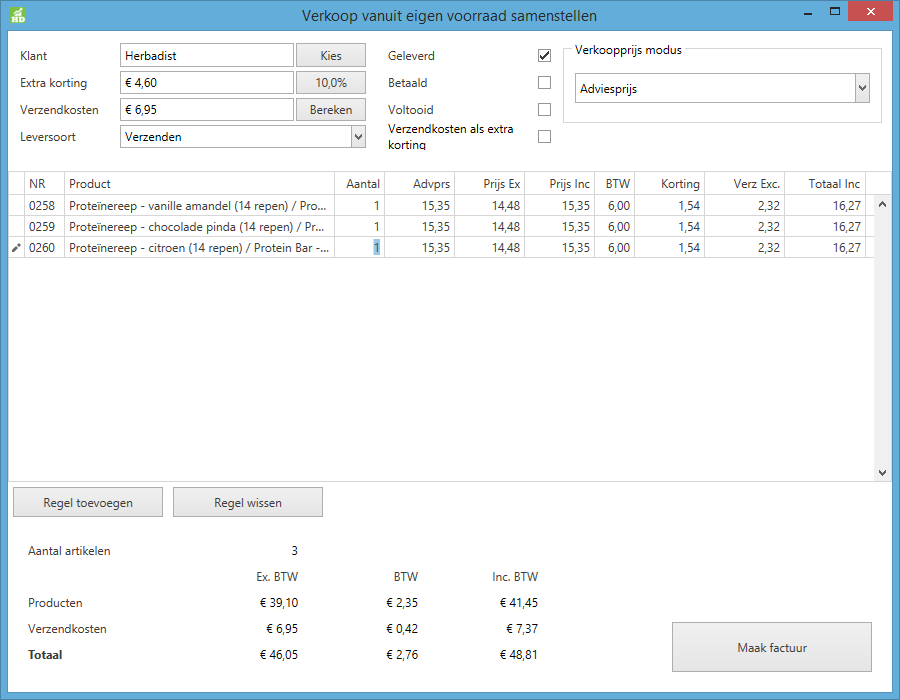 HD
Verkoop vanuit eigen voorraad samenstellen
Klant Herbadist Kies Geleverd Verkoopprijs modus
Extra korting € 4,60 10,0% Betaald Adviesprijs
Verzendkosten € 6,95 Bereken Voltooid
Leversoort Verzenden Verzendkosten als extra
korting
NR Product Aantal Advprs Prijs Ex Prijs Inc BTW Korting Verz Exc. Totaal Inc
0258 Proteïnereep - vanille amandel (14 repen) / Pro... 1 15,35 14,48 15,35 6,00 1,54 2,32 16,27
0259 Proteïnereep - chocolade pinda (14 repen) / Pr... 1 15,35 14,48 15,35 6,00 1,54 2,32 16,27
0260 Proteïnereep - citroen (14 repen) / Protein Bar -... 1 15,35 14,48 15,35 6,00 1,54 2,32 16,27
Regel toevoegen Regel wissen
Aantal artikelen 3
Ex. BTW BTW Inc. BTW
Producten € 39,10 € 2,35 € 41,45
Verzendkosten € 6,95 € 0,42 € 7,37
Totaal € 46,05 € 2,76 € 48,81
Maak factuur